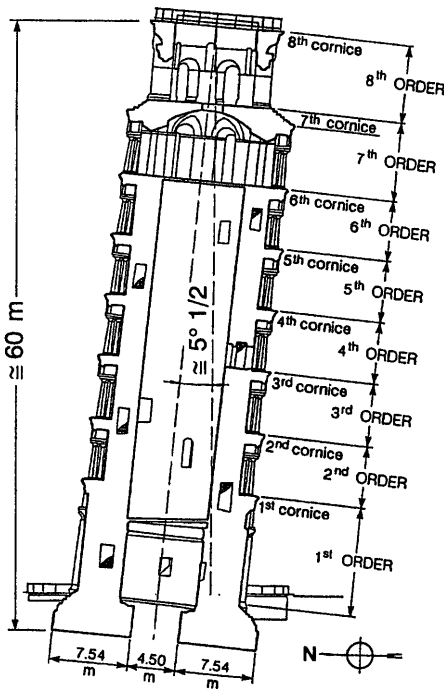 8th cornice
8th ORDER
7th cornice
7th ORDER
6th cornice
6th ORDER
5th cornice
5th ORDER
4th cornice
4th ORDER
3rd cornice
3rd ORDER
2nd cornice
2nd ORDER
1st cornice
1st ORDER
≅ 60 m
≅ 5° 1/2
7.54 4.50 7.54
m m m
N